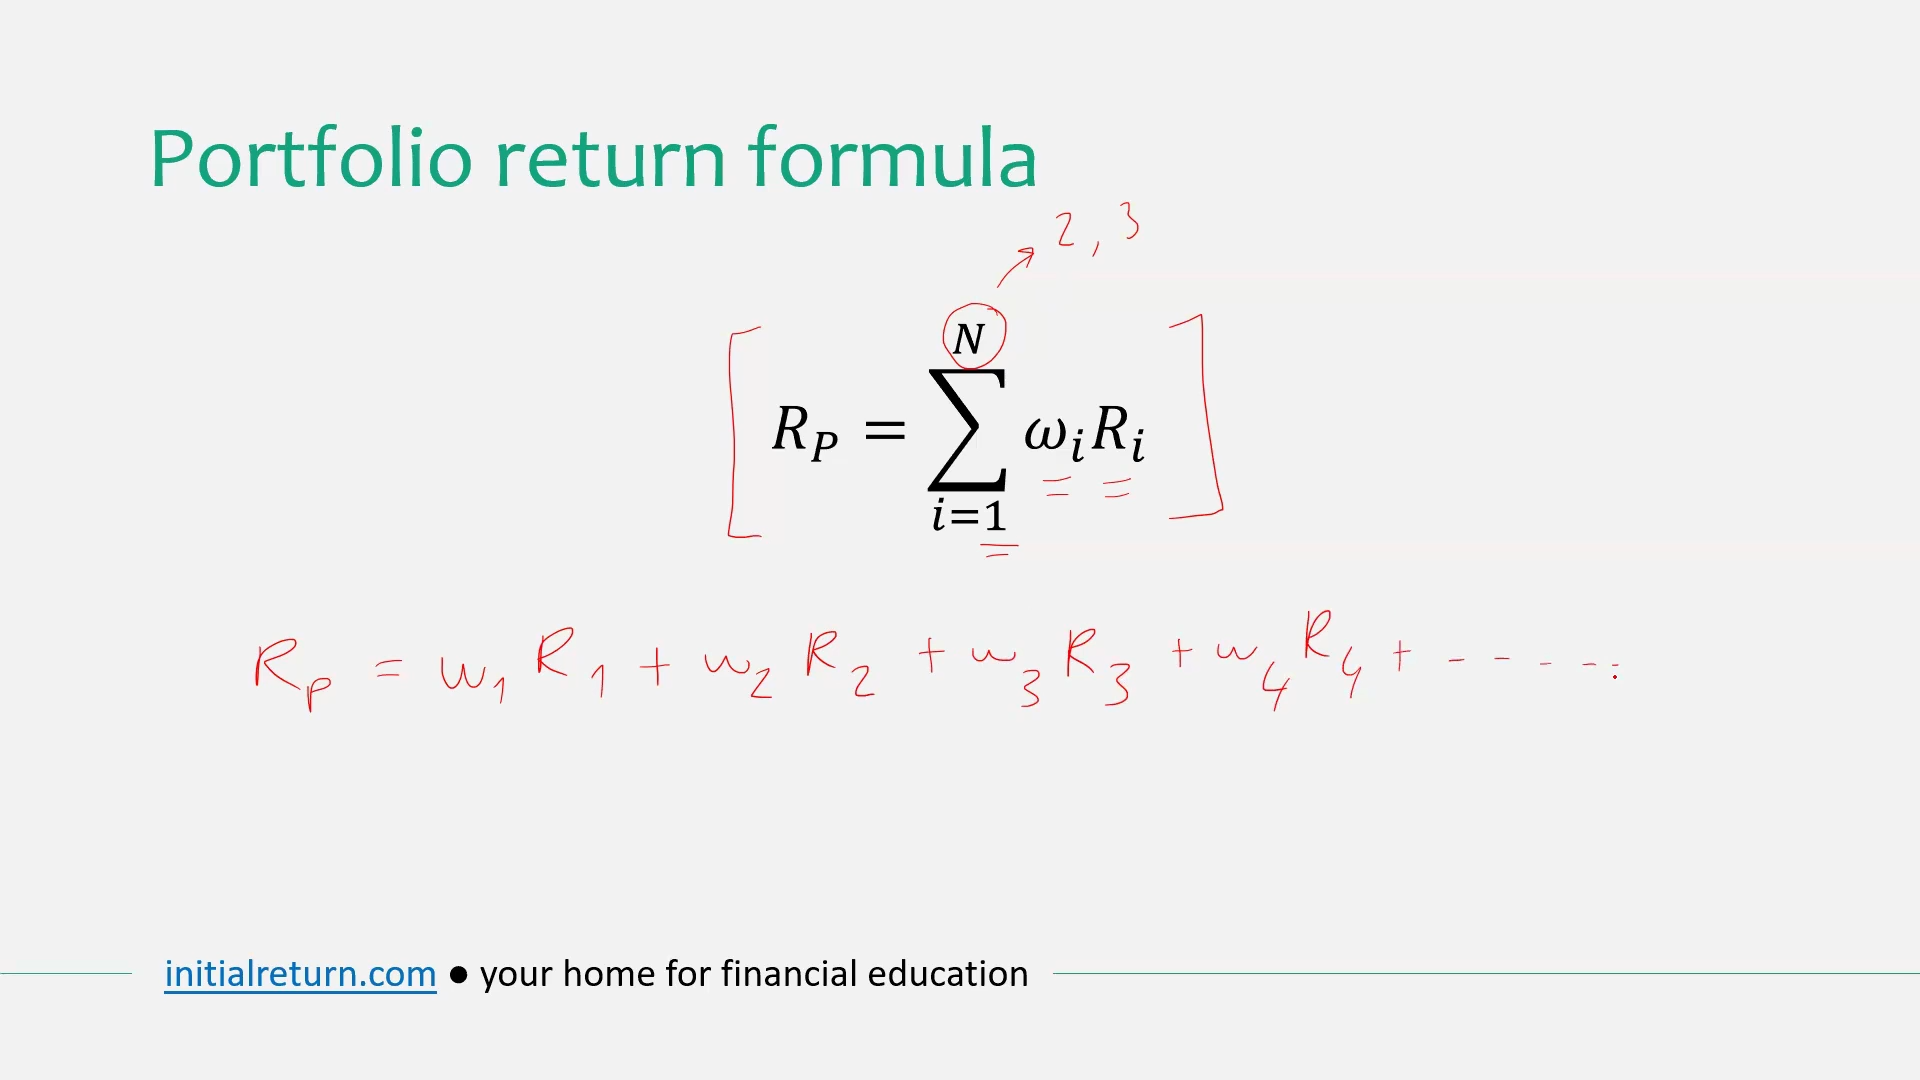 Portfolio return formula
2, 3
[ R_P = \sum_{i=1}^{N} ω_i R_i ]
R_p = w_1 R_1 + w_2 R_2 + w_3 R_3 + w_4 R_4 + - - - - -
initialreturn.com ● your home for financial education